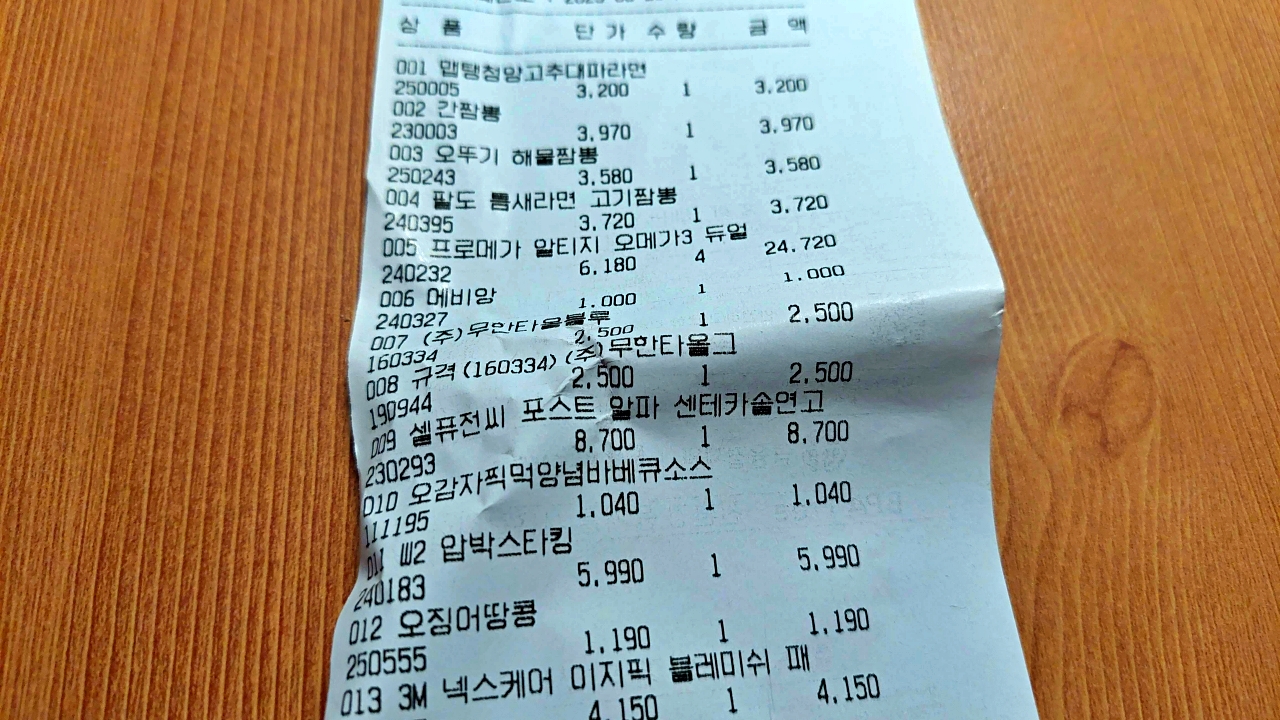 상 품 단 가 수 량 금 액
001 맵탱청양고추대파라면
250005 3,200 1 3,200
002 간짬뽕
230003 3,970 1 3,970
003 오뚜기 해물짬뽕
250243 3,580 1 3,580
004 팔도 틈새라면 고기짬뽕
240395 3,720 1 3,720
005 프로메가 알티지 오메가3 듀얼
240232 6,180 4 24,720
006 에비앙
240327 1,000 1 1,000
007 (주)무한타올블루
160334 2,500 1 2,500
008 규격(160334)(주)무한타올그
190944 2,500 1 2,500
009 셀퓨전씨 포스트 알파 센테카솔연고
230293 8,700 1 8,700
010 오감자찍먹양념바베큐소스
111195 1,040 1 1,040
011 W2 압박스타킹
240183 5,990 1 5,990
012 오징어땅콩
250555 1,190 1 1,190
013 3M 넥스케어 이지픽 블레미쉬 패
4,150 1 4,150